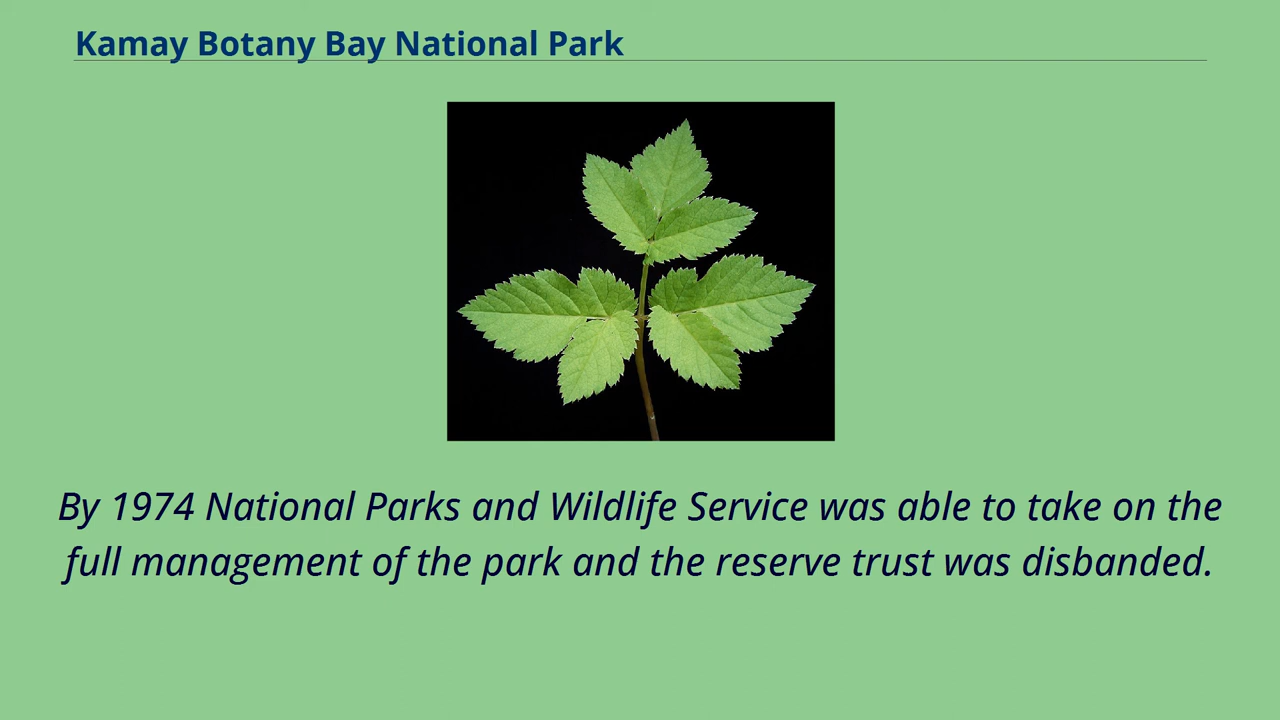 Kamay Botany Bay National Park
By 1974 National Parks and Wildlife Service was able to take on the
full management of the park and the reserve trust was disbanded.